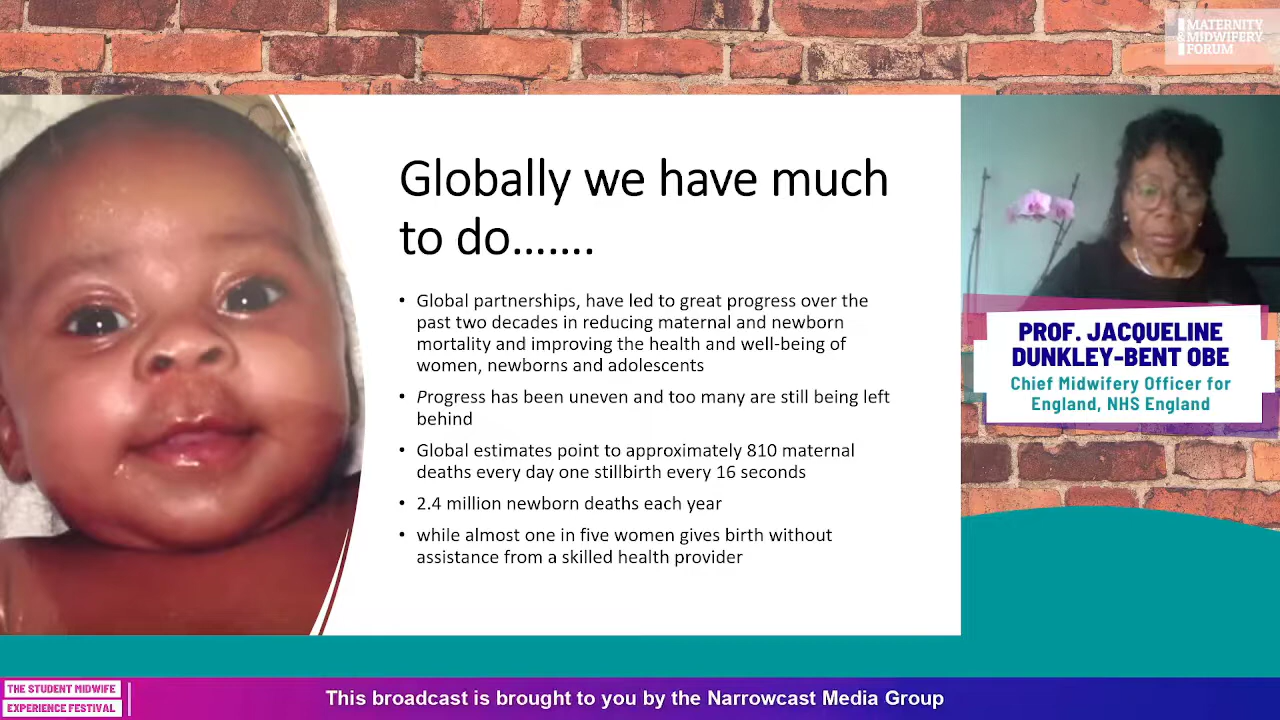 MATERNITY
& MIDWIFERY
FORUM
Globally we have much
to do.......
• Global partnerships, have led to great progress over the
past two decades in reducing maternal and newborn
mortality and improving the health and well-being of
women, newborns and adolescents
• Progress has been uneven and too many are still being left
behind
• Global estimates point to approximately 810 maternal
deaths every day one stillbirth every 16 seconds
• 2.4 million newborn deaths each year
• while almost one in five women gives birth without
assistance from a skilled health provider
PROF. JACQUELINE
DUNKLEY-BENT OBE
Chief Midwifery Officer for
England, NHS England
THE STUDENT MIDWIFE
EXPERIENCE FESTIVAL
This broadcast is brought to you by the Narrowcast Media Group